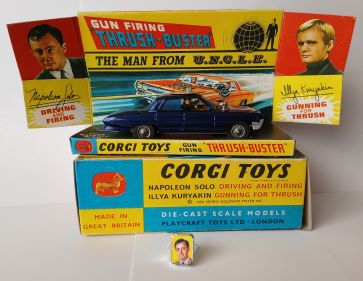 GUN FIRING
THRUSH-BUSTER
THE MAN FROM U.N.C.L.E.
Napoleon Solo
DRIVING
AND
FIRING
Illya Kuryakin
GUNNING
FOR
THRUSH
CORGI TOYS GUN FIRING "THRUSH-BUSTER"
CORGI TOYS
NAPOLEON SOLO DRIVING AND FIRING
ILLYA KURYAKIN GUNNING FOR THRUSH
MADE IN
GREAT BRITAIN
DIE-CAST SCALE MODELS
PLAYCRAFT TOYS LTD · LONDON